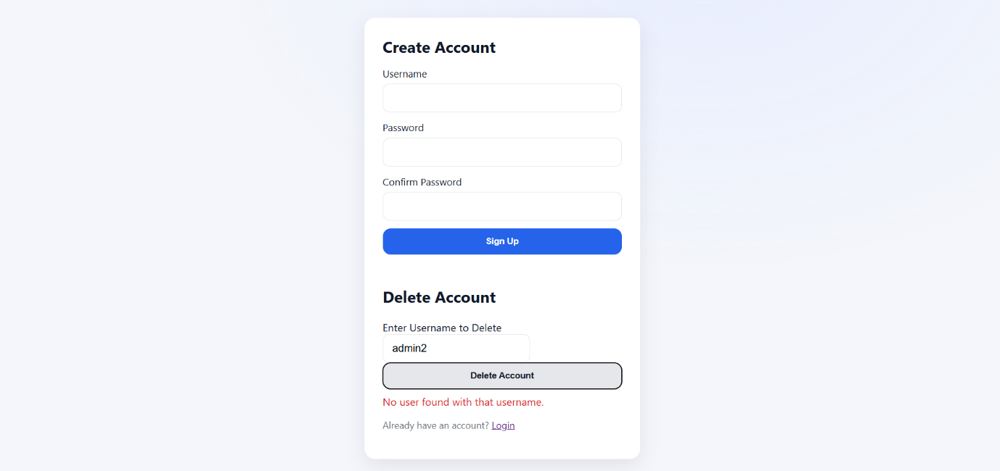 Create Account
Username
Password
Confirm Password
Sign Up
Delete Account
Enter Username to Delete
admin2
Delete Account
No user found with that username.
Already have an account? Login